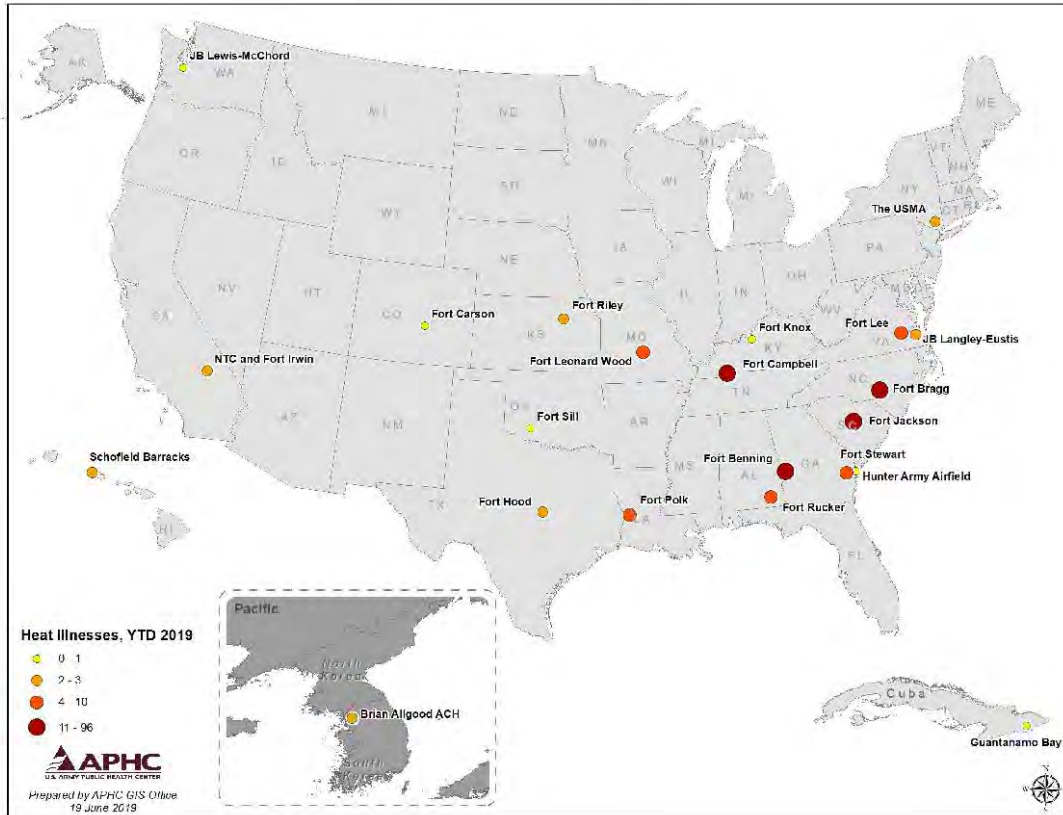 AK
JB Lewis-McChord
WA
MT
ND
MN
ME
OR
ID
SD
WI
MI
MI
VT
NH
NY
MA
CT
RI
The USMA
WY
IA
NE
PA
NV
UT
CO
Fort Carson
KS
Fort Riley
IL
IN
OH
WV
MD
DE
CA
MO
Fort Leonard Wood
Fort Knox
KY
Fort Lee
VA
JB Langley-Eustis
NTC and Fort Irwin
Fort Campbell
TN
NC
Fort Bragg
AZ
NM
OK
Fort Sill
AR
SC
Fort Jackson
Schofield Barracks
MS
AL
GA
Fort Benning
Fort Stewart
Hunter Army Airfield
TX
Fort Hood
Fort Polk
LA
Fort Rucker
HI
FL
Pacific
North
Korea
Brian Allgood ACH
South
Korea
Cuba
Guantanamo Bay
Heat Illnesses, YTD 2019
0 - 1
2 - 3
4 - 10
11 - 96
APHC
U.S. ARMY PUBLIC HEALTH CENTER
Prepared by APHC GIS Office
19 June 2019
N
W
E
S